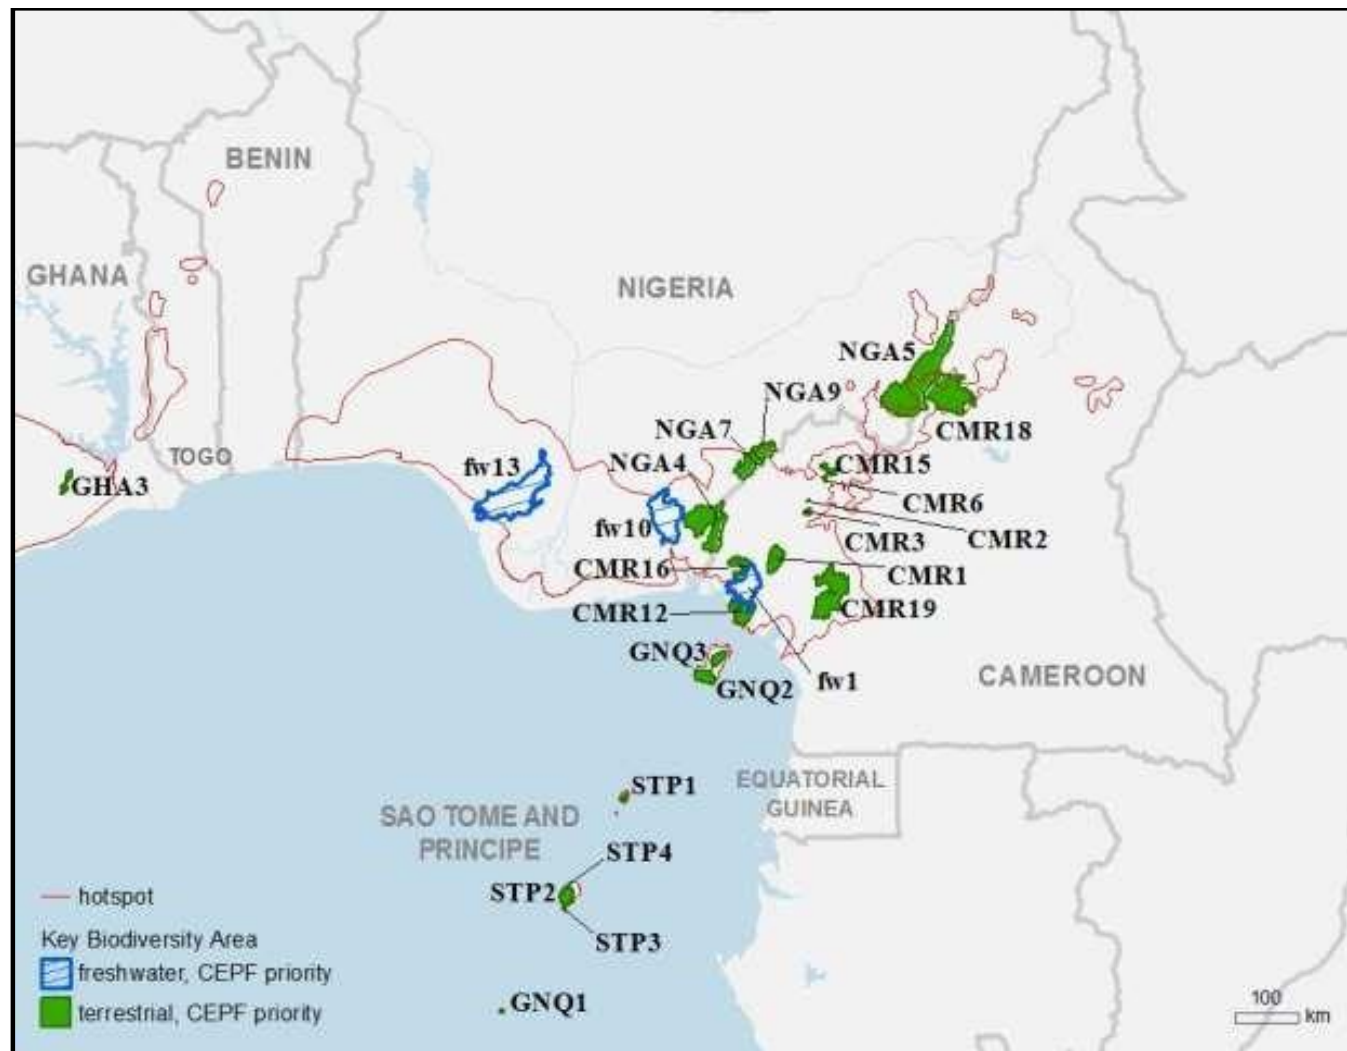 BENIN
GHANA
NIGERIA
NGA5
NGA9
NGA7
CMR18
TOGO
fw13
NGA4
CMR15
GHA3
CMR6
fw10
CMR2
CMR3
CMR16
CMR1
CMR12
CMR19
GNQ3
GNQ2
fw1
CAMEROON
STP1
EQUATORIAL
GUINEA
SAO TOME AND
PRINCIPE
STP4
STP2
STP3
GNQ1
hotspot
Key Biodiversity Area
freshwater, CEPF priority
terrestrial, CEPF priority
100
km